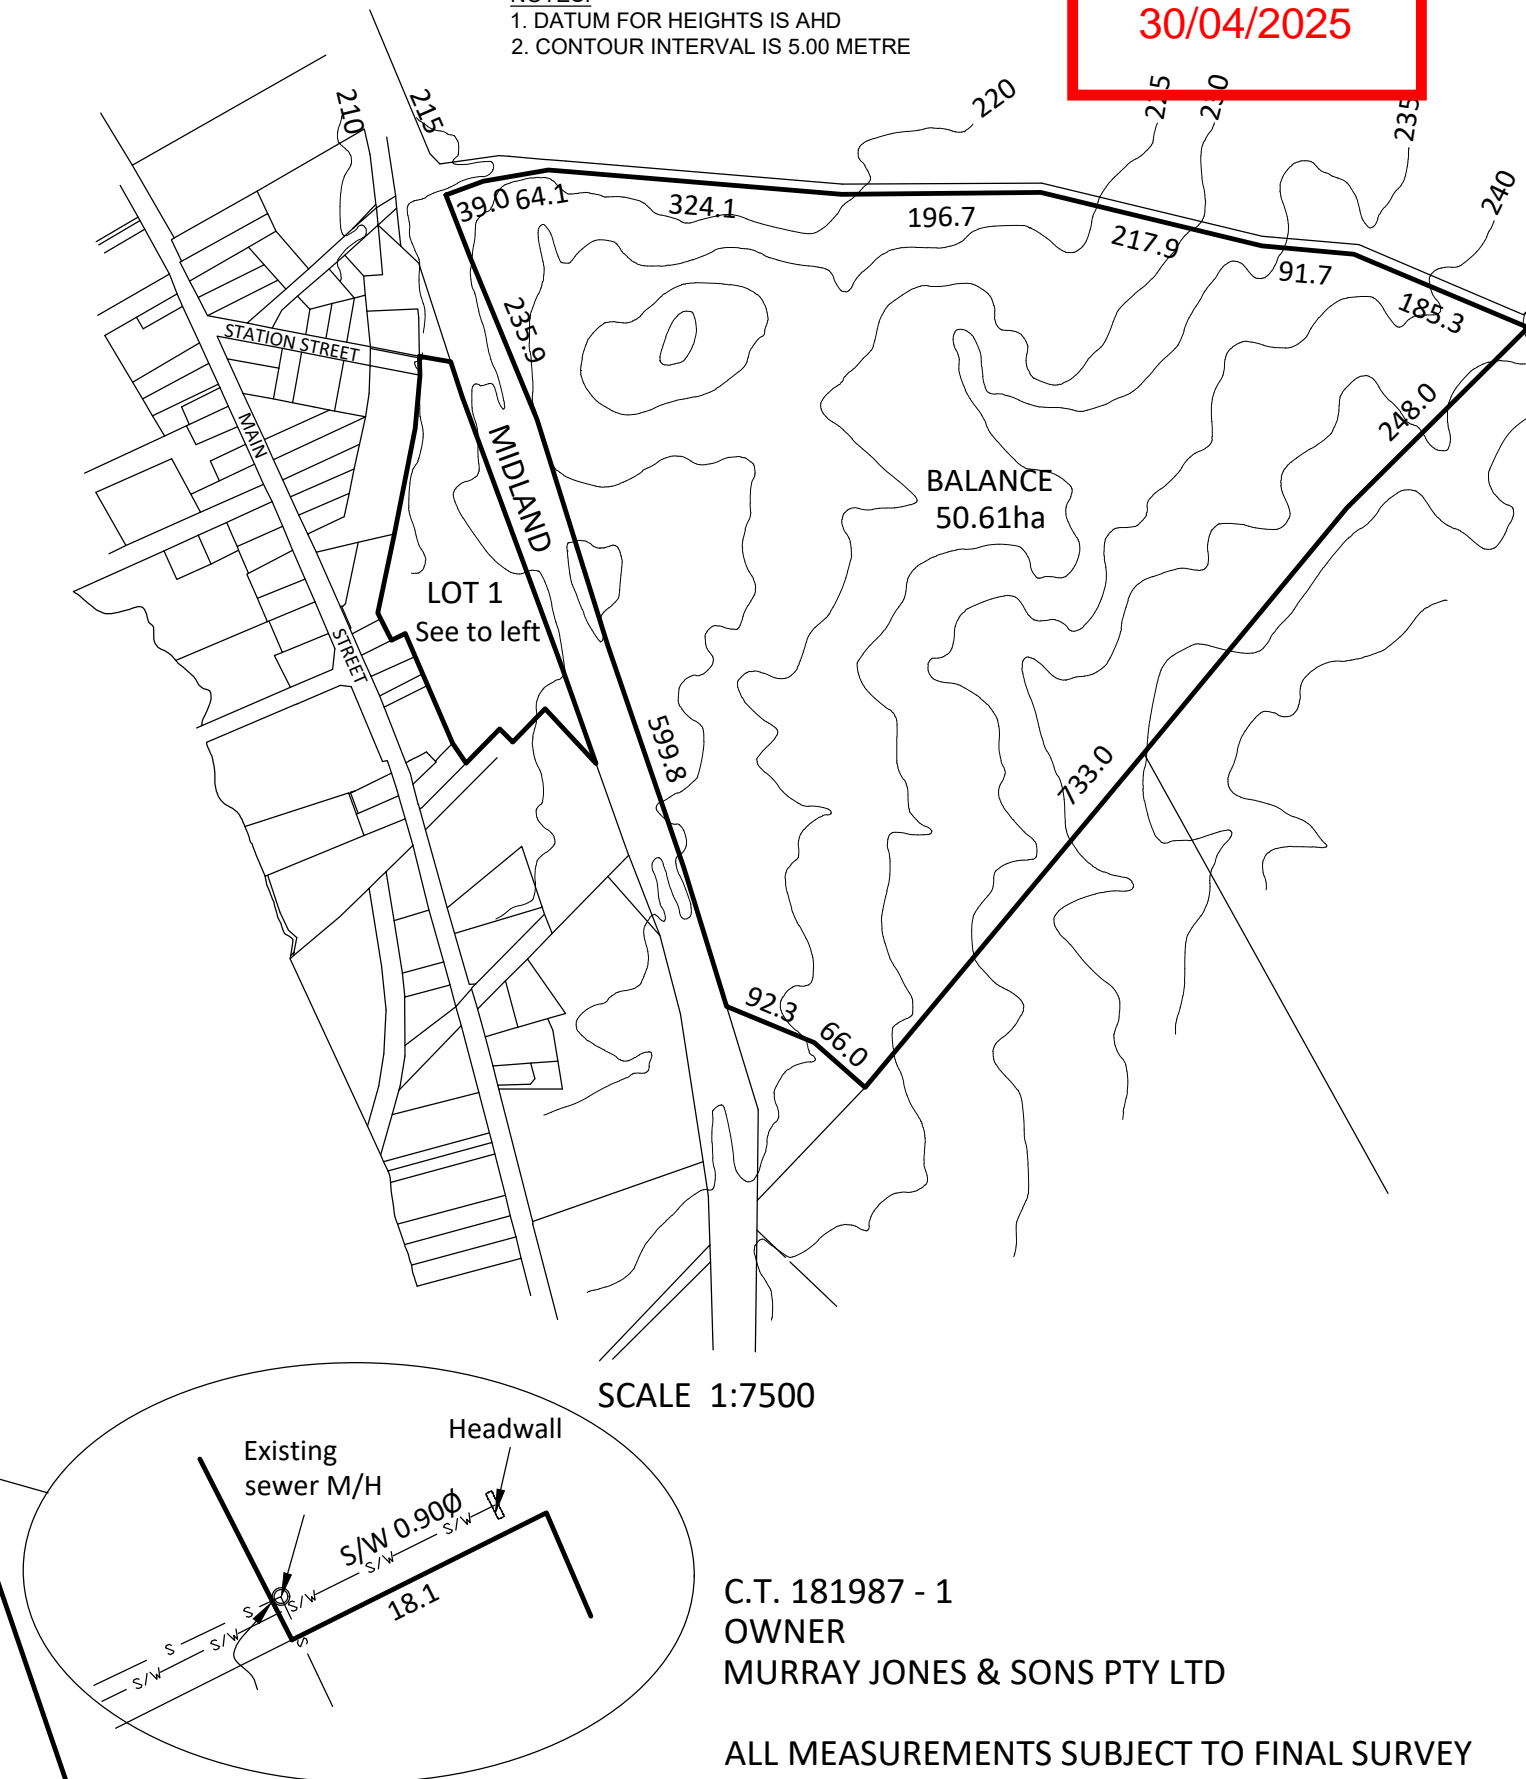 NOTES:
1. DATUM FOR HEIGHTS IS AHD
2. CONTOUR INTERVAL IS 5.00 METRE
30/04/2025
210
215
220
225
230
235
240
39.0
64.1
324.1
196.7
217.9
91.7
185.3
235.9
248.0
STATION STREET
MAIN
STREET
MIDLAND
BALANCE
50.61ha
LOT 1
See to left
599.8
733.0
92.3
66.0
SCALE 1:7500
Headwall
Existing
sewer M/H
S/W 0.90Ø
S/W
S/W
S/W
S
S
S/W
S/W
S
18.1
C.T. 181987 - 1
OWNER
MURRAY JONES & SONS PTY LTD
ALL MEASUREMENTS SUBJECT TO FINAL SURVEY